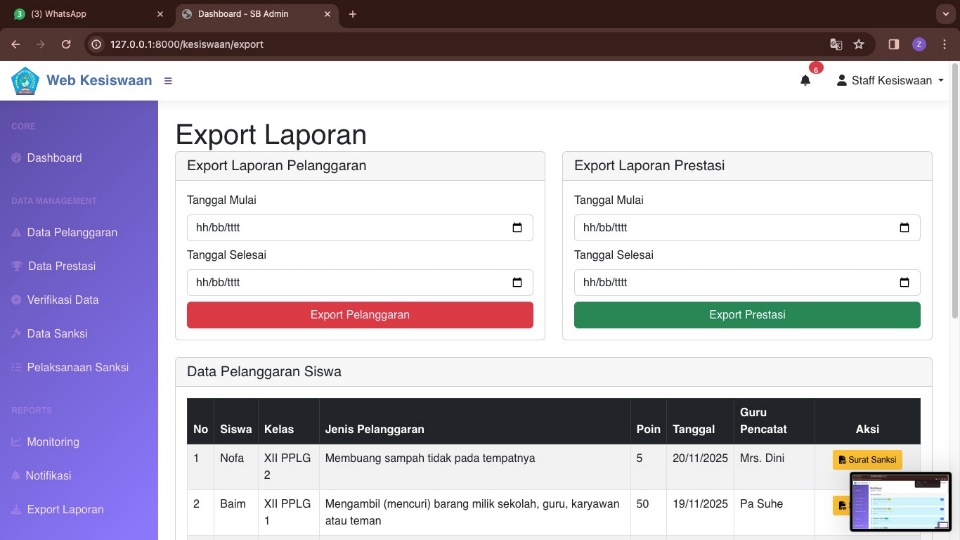 (3) WhatsApp
Dashboard - SB Admin
127.0.0.1:8000/kesiswaan/export
Z
Web Kesiswaan
6
Staff Kesiswaan
CORE
Dashboard
DATA MANAGEMENT
Data Pelanggaran
Data Prestasi
Verifikasi Data
Data Sanksi
Pelaksanaan Sanksi
REPORTS
Monitoring
Notifikasi
Export Laporan
Export Laporan
Export Laporan Pelanggaran
Tanggal Mulai
hh/bb/tttt
Tanggal Selesai
hh/bb/tttt
Export Pelanggaran
Export Laporan Prestasi
Tanggal Mulai
hh/bb/tttt
Tanggal Selesai
hh/bb/tttt
Export Prestasi
Data Pelanggaran Siswa
No Siswa Kelas Jenis Pelanggaran Poin Tanggal Guru Pencatat Aksi
1 Nofa XII PPLG 2 Membuang sampah tidak pada tempatnya 5 20/11/2025 Mrs. Dini Surat Sanksi
2 Baim XII PPLG 1 Mengambil (mencuri) barang milik sekolah, guru, karyawan
atau teman 50 19/11/2025 Pa Suhe